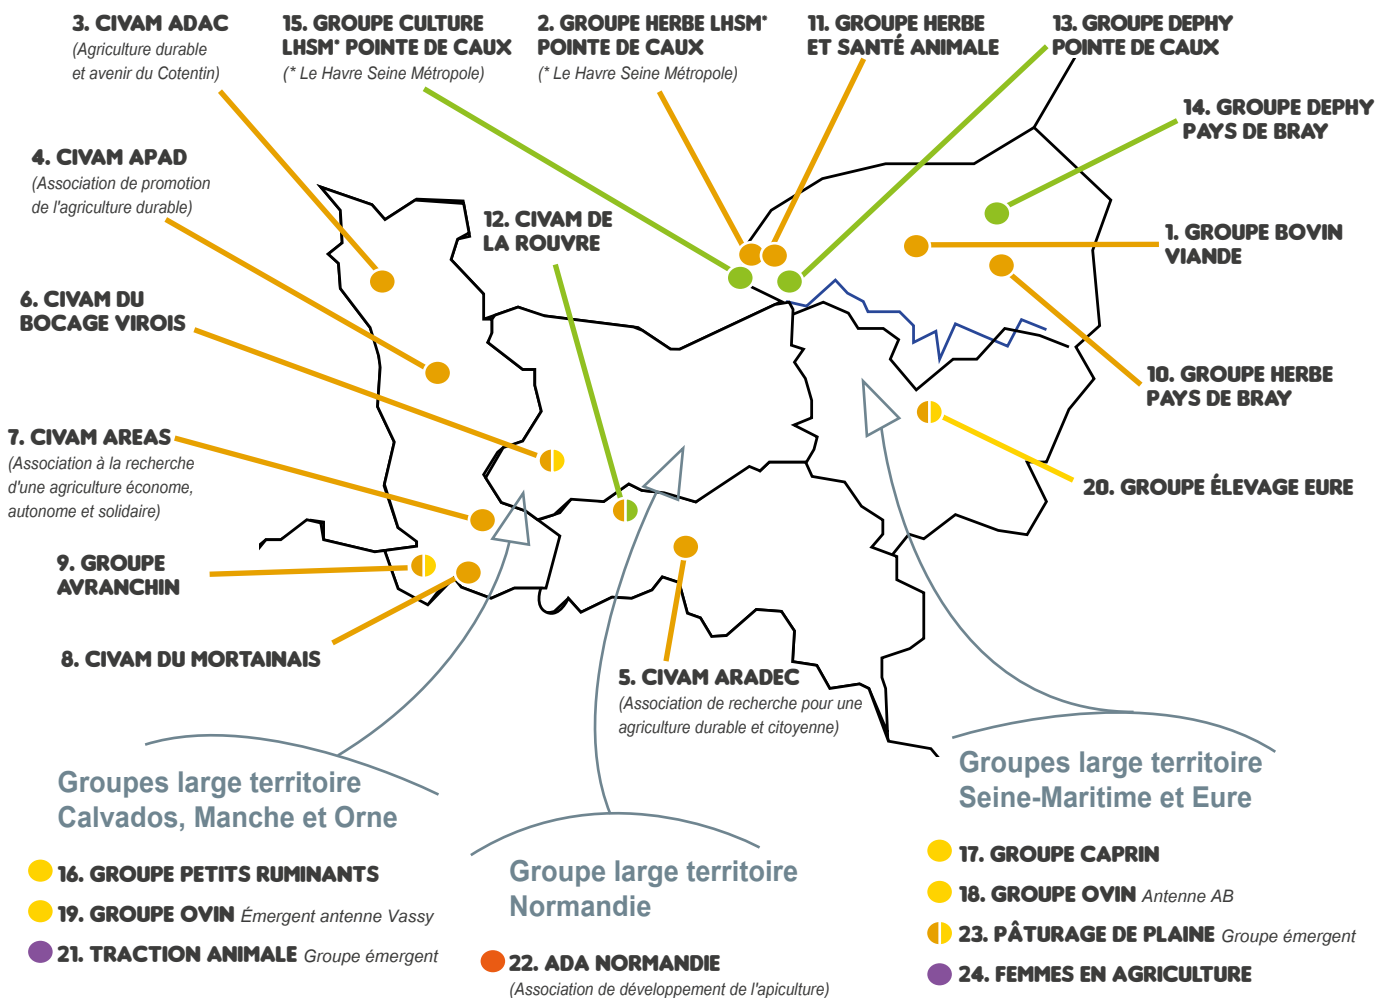 3. CIVAM ADAC
(Agriculture durable
et avenir du Cotentin)
15. GROUPE CULTURE
LHSM* POINTE DE CAUX
(* Le Havre Seine Métropole)
2. GROUPE HERBE LHSM*
POINTE DE CAUX
(* Le Havre Seine Métropole)
11. GROUPE HERBE
ET SANTÉ ANIMALE
13. GROUPE DEPHY
POINTE DE CAUX
14. GROUPE DEPHY
PAYS DE BRAY
4. CIVAM APAD
(Association de promotion
de l'agriculture durable)
12. CIVAM DE
LA ROUVRE
1. GROUPE BOVIN
VIANDE
6. CIVAM DU
BOCAGE VIROIS
10. GROUPE HERBE
PAYS DE BRAY
7. CIVAM AREAS
(Association à la recherche
d'une agriculture économe,
autonome et solidaire)
20. GROUPE ÉLEVAGE EURE
9. GROUPE
AVRANCHIN
8. CIVAM DU MORTAINAIS
5. CIVAM ARADEC
(Association de recherche pour une
agriculture durable et citoyenne)
Groupes large territoire
Calvados, Manche et Orne
16. GROUPE PETITS RUMINANTS
19. GROUPE OVIN Émergent antenne Vassy
21. TRACTION ANIMALE Groupe émergent
Groupe large territoire
Normandie
22. ADA NORMANDIE
(Association de développement de l'apiculture)
Groupes large territoire
Seine-Maritime et Eure
17. GROUPE CAPRIN
18. GROUPE OVIN Antenne AB
23. PÂTURAGE DE PLAINE Groupe émergent
24. FEMMES EN AGRICULTURE